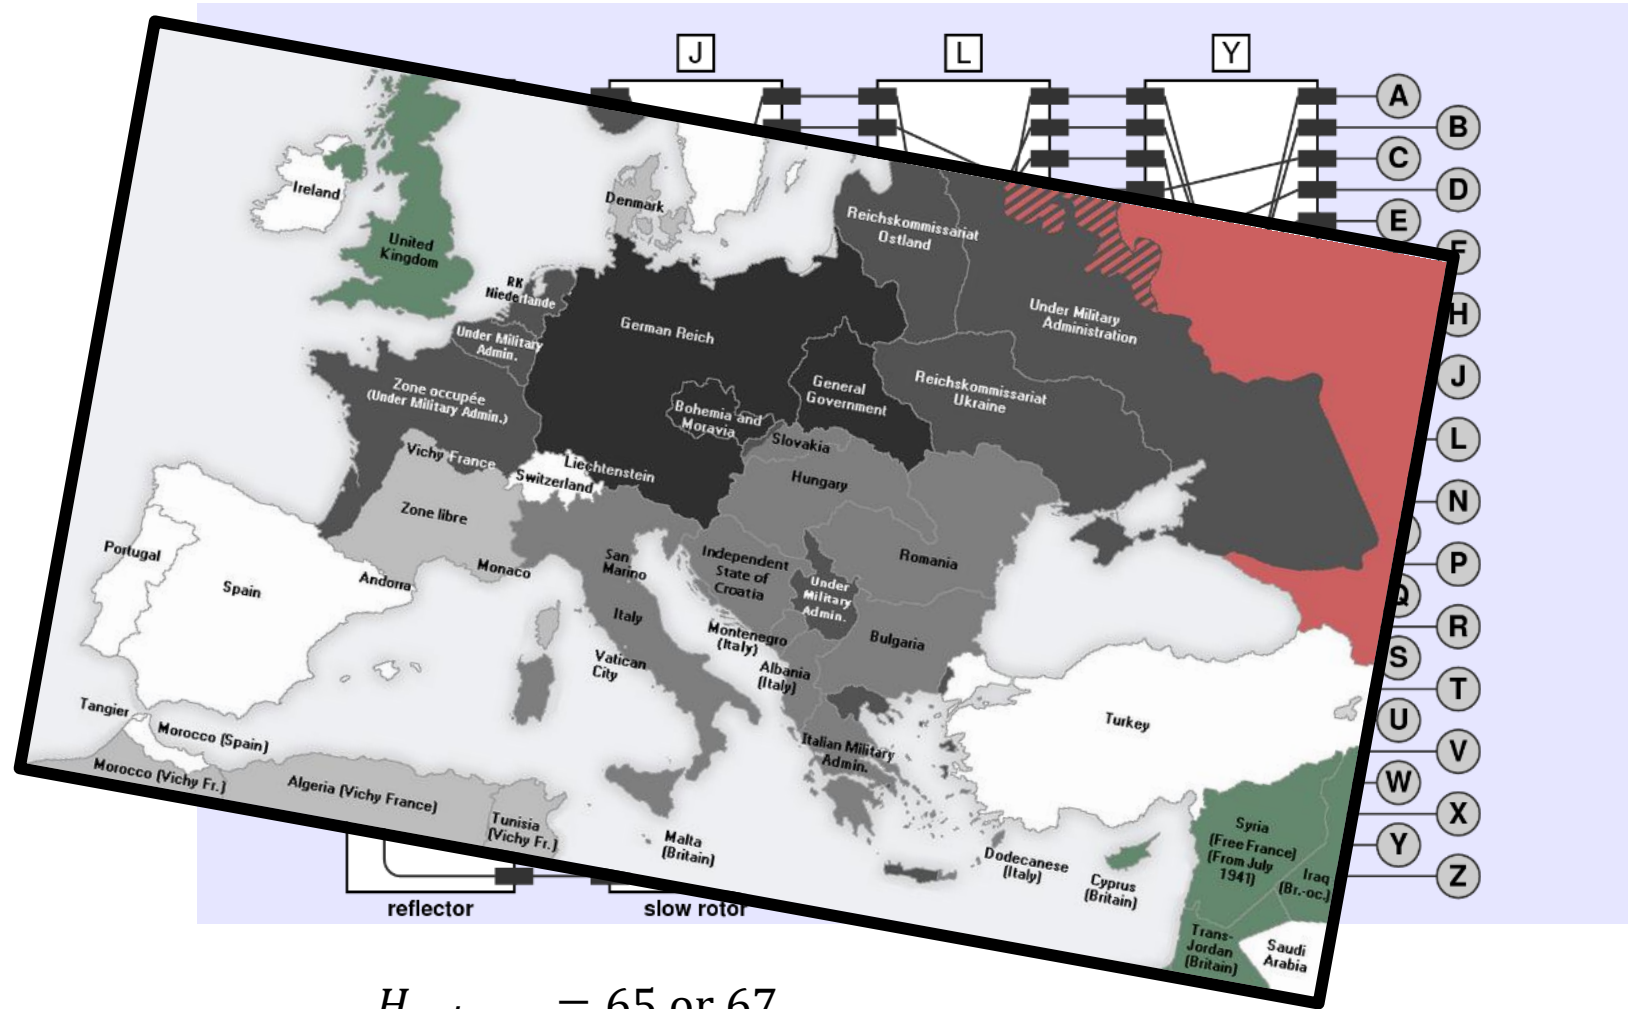 J
L
Y
A
B
C
D
E
F
H
J
L
N
P
Q
R
S
T
U
V
W
X
Y
Z
Ireland
United
Kingdom
Denmark
Reichskommissariat
Ostland
RK
Niederlande
Under Military
Admin.
German Reich
Under Military
Administration
Zone occupée
(Under Military Admin.)
General
Government
Reichskommissariat
Ukraine
Bohemia and
Moravia
Slovakia
Vichy France
Liechtenstein
Switzerland
Hungary
Zone libre
Portugal
Spain
Andorra
Monaco
San
Marino
Independent
State of
Croatia
Romania
Under
Military
Admin.
Italy
Montenegro
(Italy)
Bulgaria
Vatican
City
Albania
(Italy)
Tangier
Morocco (Spain)
Turkey
Italian Military
Admin.
Morocco (Vichy Fr.)
Algeria (Vichy France)
Tunisia
(Vichy Fr.)
Malta
(Britain)
Dodecanese
(Italy)
Cyprus
(Britain)
Syria
(Free France)
(From July
1941)
Iraq
(Br.-oc.)
Trans-
Jordan
(Britain)
Saudi
Arabia
reflector
slow rotor
H = 65 or 67